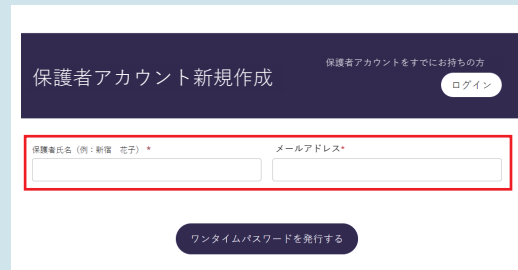 保護者アカウント新規作成
保護者アカウントをすでにお持ちの方
ログイン
保護者氏名（例：新宿　花子）*
メールアドレス*
ワンタイムパスワードを発行する